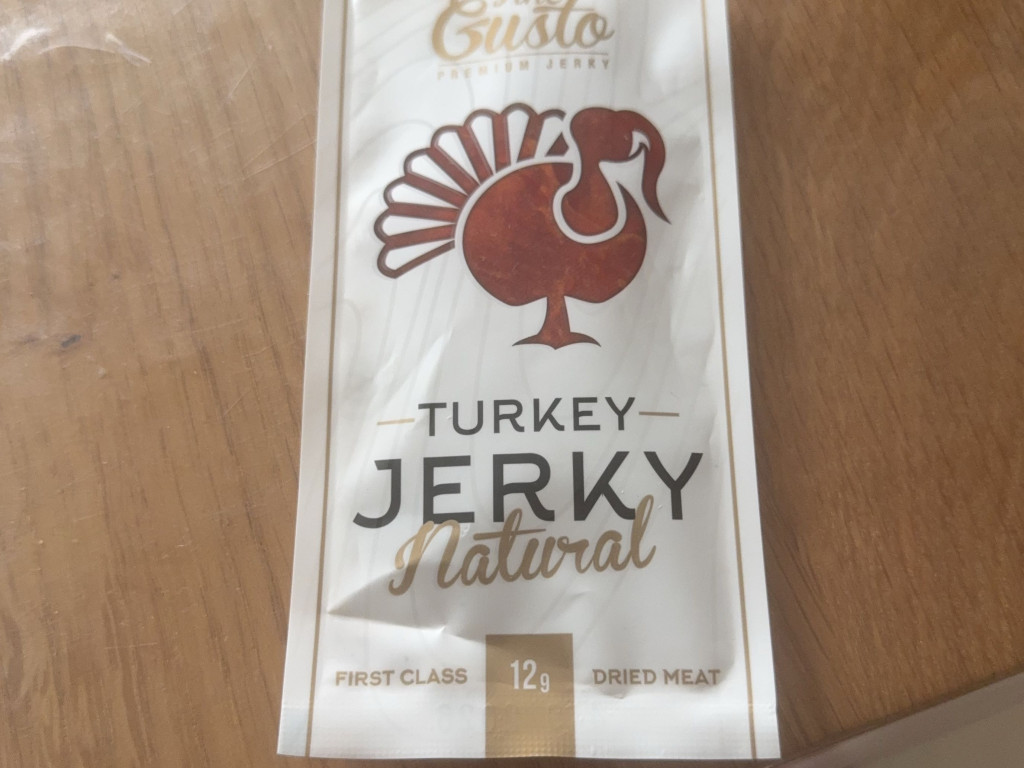 Gusto
PREMIUM JERKY
TURKEY
JERKY
Natural
FIRST CLASS
12g
DRIED MEAT